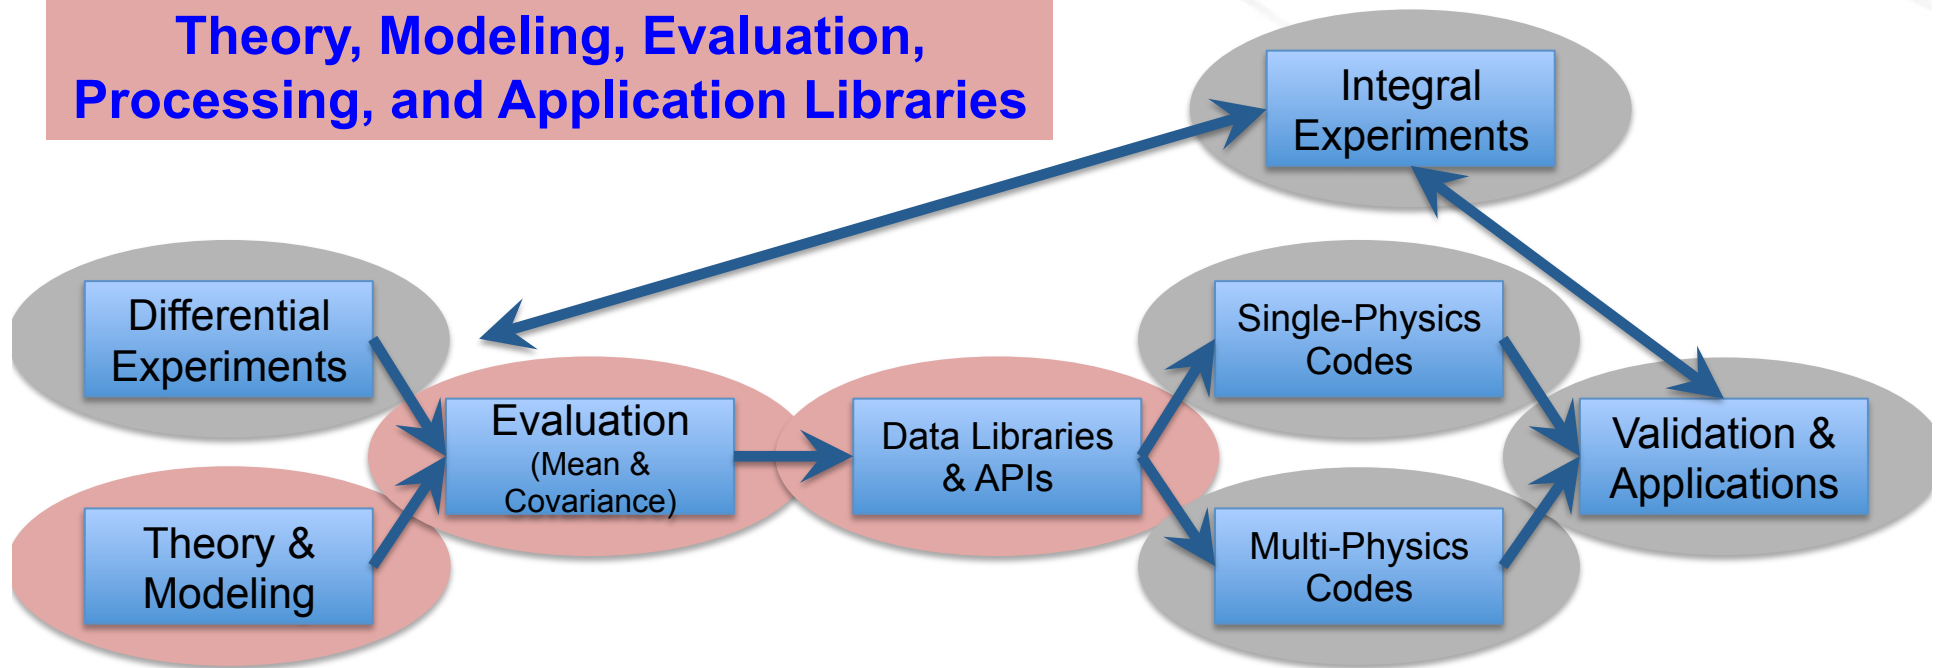 Theory, Modeling, Evaluation,
Processing, and Application Libraries
Integral
Experiments
Differential
Experiments
Single-Physics
Codes
Evaluation
(Mean &
Covariance)
Data Libraries
& APIs
Validation &
Applications
Theory &
Modeling
Multi-Physics
Codes